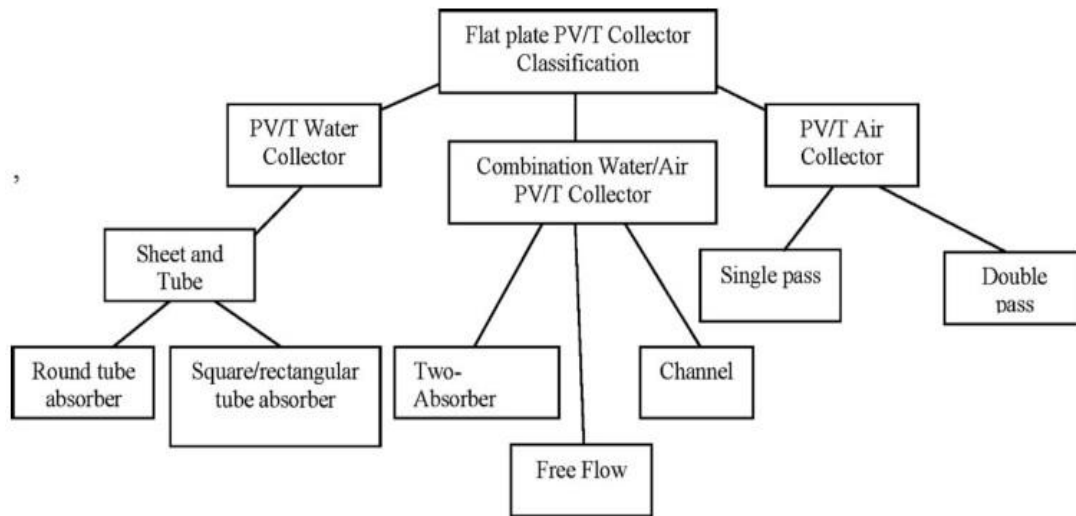 Flat plate PV/T Collector
Classification
PV/T Water
Collector
Combination Water/Air
PV/T Collector
PV/T Air
Collector
,
Sheet and
Tube
Single pass
Double
pass
Round tube
absorber
Square/rectangular
tube absorber
Two-
Absorber
Channel
Free Flow